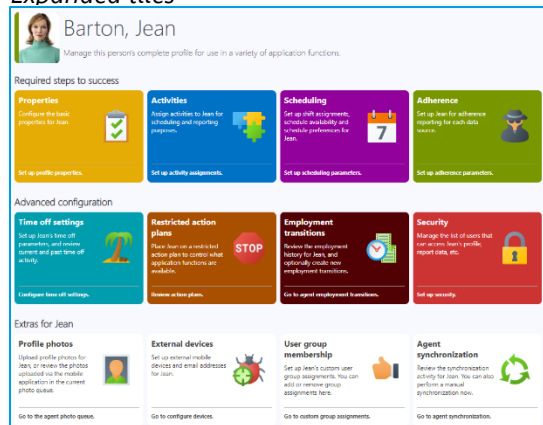 Expanded tiles
Barton, Jean
Manage this person's complete profile for use in a variety of application functions.
Required steps to success
Properties
Configure the basic
properties for Jean.
Set up profile properties.
Activities
Assign activities to Jean for
scheduling and reporting
purposes.
Set up activity assignments.
Scheduling
Set up shift assignments,
schedule availability and
schedule preferences for
Jean.
7
Set up scheduling parameters.
Adherence
Set up Jean for adherence
reporting for each data
source.
Set up adherence parameters.
Advanced configuration
Time off settings
Set up Jean's time off
parameters, and review
current and past time off
activity.
Configure time off settings.
Restricted action
plans
Place Jean on a restricted
action plan to control what
application functions are
available.
STOP
Review action plans.
Employment
transitions
Review the employment
history for Jean, and
optionally create new
employment transitions.
Go to agent employment transitions.
Security
Manage the list of users that
can access Jean's profile,
report data, etc.
Set up security.
Extras for Jean
Profile photos
Upload profile photos for
Jean, or review the photos
uploaded via the mobile
application in the current
photo queue.
Go to the agent photo queue.
External devices
Set up external mobile
devices and email addresses
for Jean.
Go to configure devices.
User group
membership
Set up Jean's custom user
group assignments. You can
add or remove group
assignments here.
Go to custom group assignments.
Agent
synchronization
Review the synchronization
activity for Jean. You can also
perform a manual
synchronization now.
Go to agent synchronization.